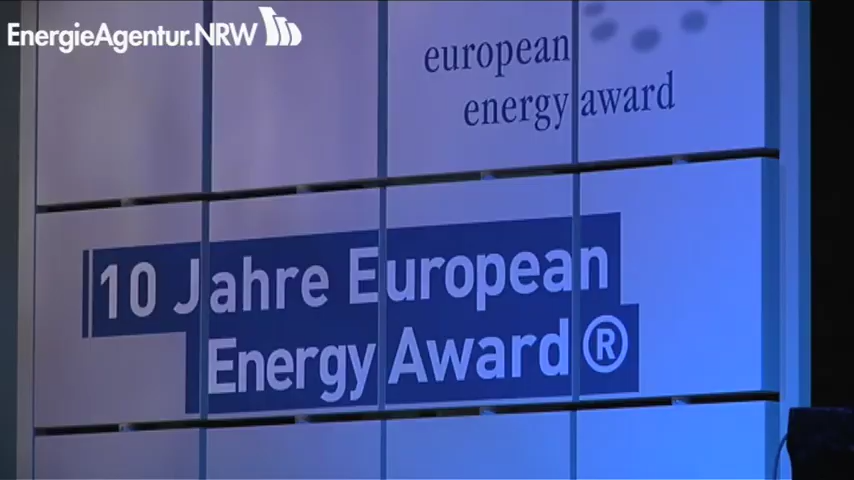 EnergieAgentur.NRW
european
energy award
10 Jahre European
Energy Award®